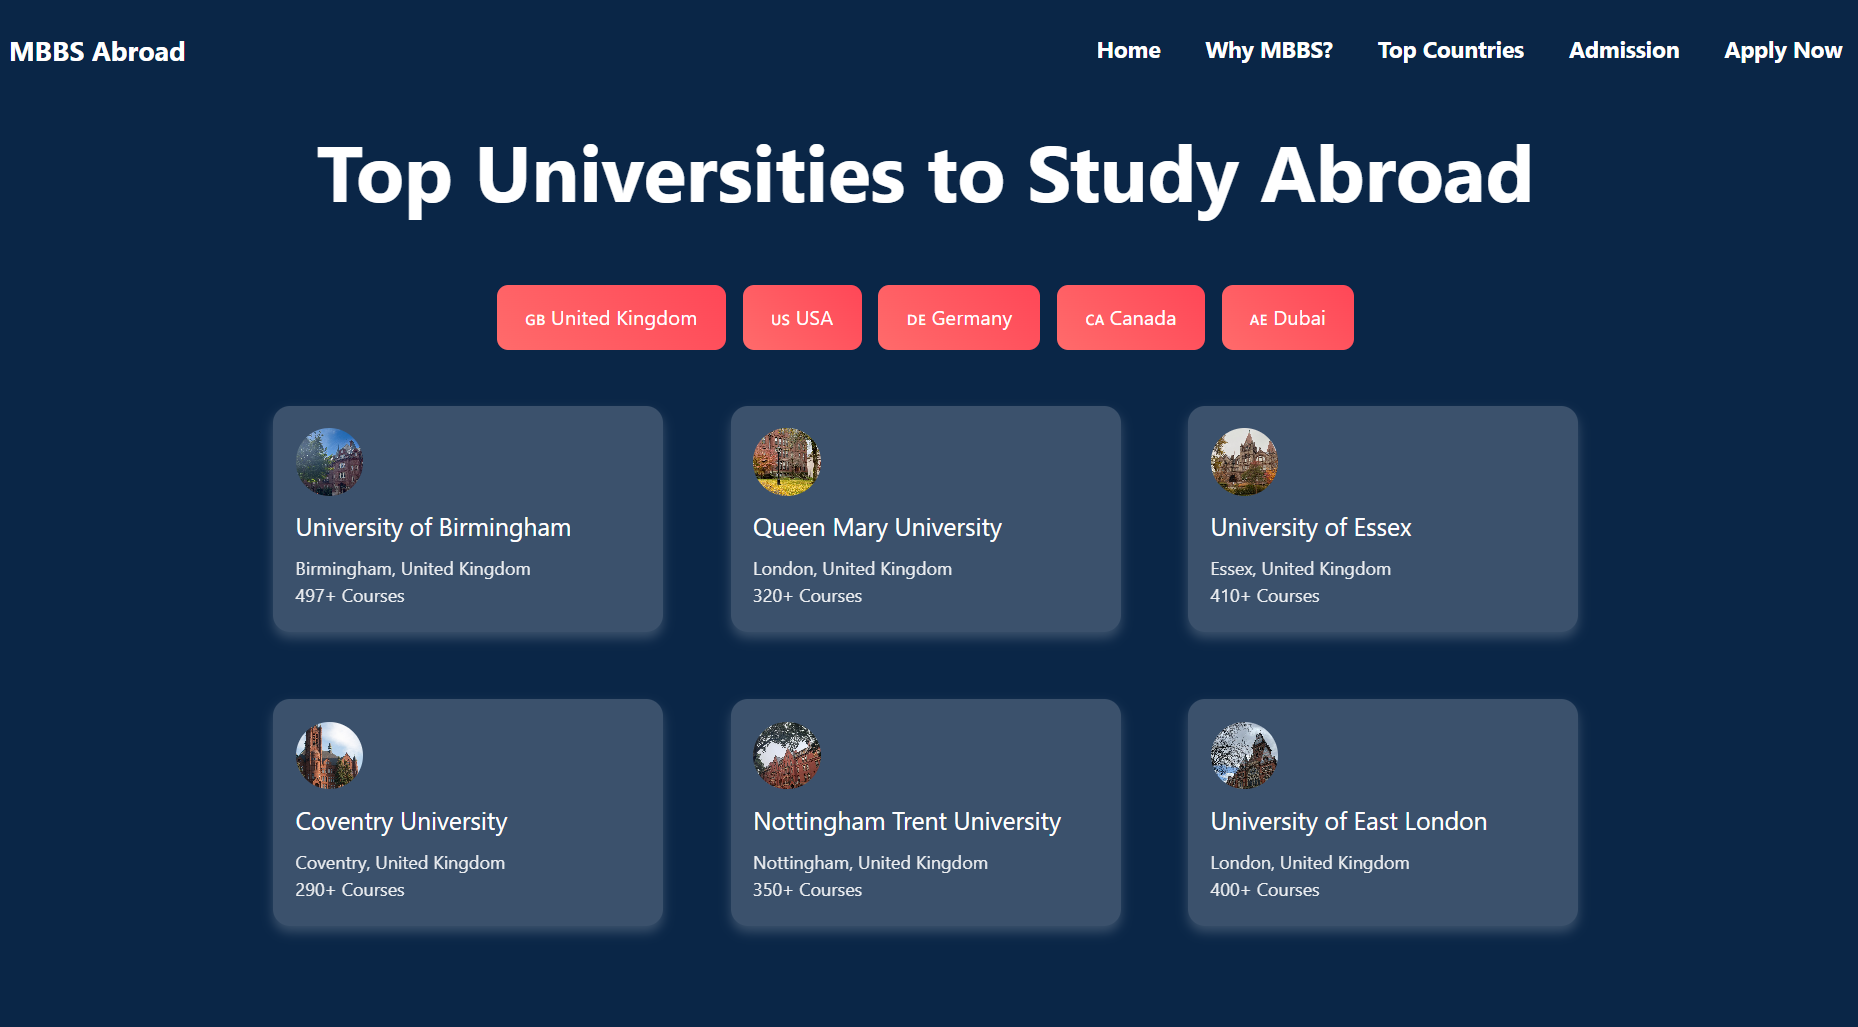 MBBS Abroad
Home Why MBBS? Top Countries Admission Apply Now
Top Universities to Study Abroad
GB United Kingdom
US USA
DE Germany
CA Canada
AE Dubai
University of Birmingham
Birmingham, United Kingdom
497+ Courses
Queen Mary University
London, United Kingdom
320+ Courses
University of Essex
Essex, United Kingdom
410+ Courses
Coventry University
Coventry, United Kingdom
290+ Courses
Nottingham Trent University
Nottingham, United Kingdom
350+ Courses
University of East London
London, United Kingdom
400+ Courses